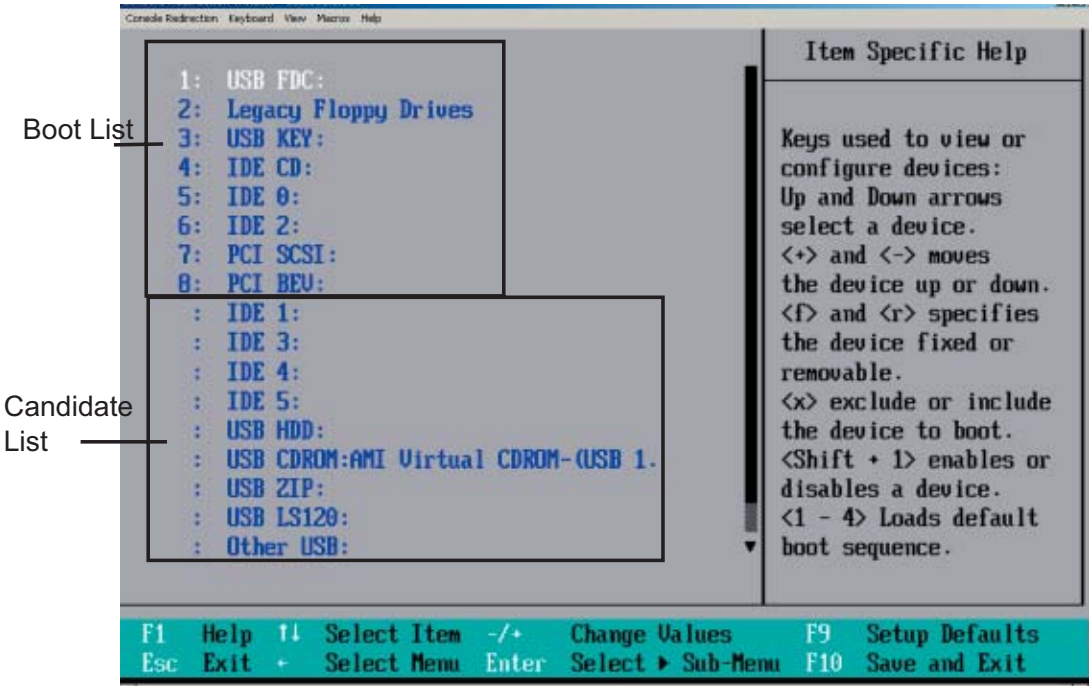 Console Redirection Keyboard View Macros Help
Boot List
1: USB FDC:
2: Legacy Floppy Drives
3: USB KEY:
4: IDE CD:
5: IDE 0:
6: IDE 2:
7: PCI SCSI:
8: PCI BEV:
Candidate
List
: IDE 1:
: IDE 3:
: IDE 4:
: IDE 5:
: USB HDD:
: USB CDROM:AMI Virtual CDROM-(USB 1.
: USB ZIP:
: USB LS120:
: Other USB:
Item Specific Help
Keys used to view or
configure devices:
Up and Down arrows
select a device.
<+> and <-> moves
the device up or down.
<f> and <r> specifies
the device fixed or
removable.
<x> exclude or include
the device to boot.
<Shift + 1> enables or
disables a device.
<1 - 4> Loads default
boot sequence.
F1 Help ↑↓ Select Item -/+ Change Values F9 Setup Defaults
Esc Exit ← Select Menu Enter Select ▶ Sub-Menu F10 Save and Exit